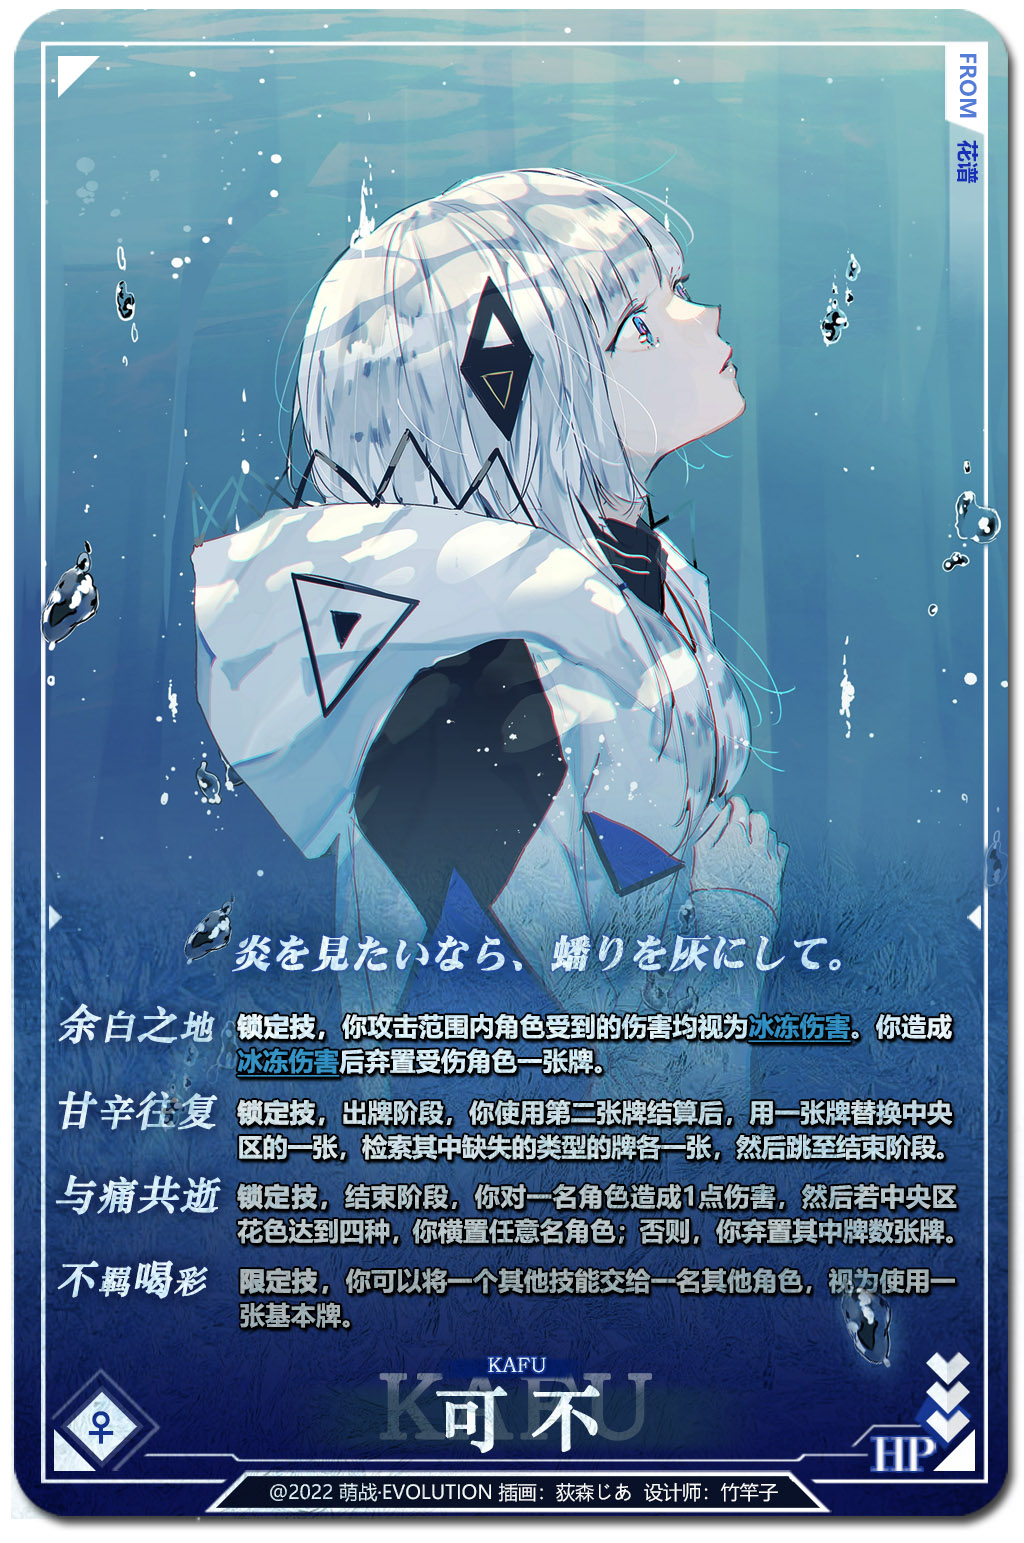 FROM 花谱
炎を見たいなら、蟠りを灰にして。
余白之地
锁定技，你攻击范围内角色受到的伤害均视为冰冻伤害。你造成
冰冻伤害后弃置受伤角色一张牌。
甘辛往复
锁定技，出牌阶段，你使用第二张牌结算后，用一张牌替换中央
区的一张，检索其中缺失的类型的牌各一张，然后跳至结束阶段。
与痛共逝
锁定技，结束阶段，你对一名角色造成1点伤害，然后若中央区
花色达到四种，你横置任意名角色；否则，你弃置其中牌数张牌。
不羁喝彩
限定技，你可以将一个其他技能交给一名其他角色，视为使用一
张基本牌。
KAFU
KAFU
可不
HP
@2022 萌战·EVOLUTION 插画：荻森じあ 设计师：竹竿子